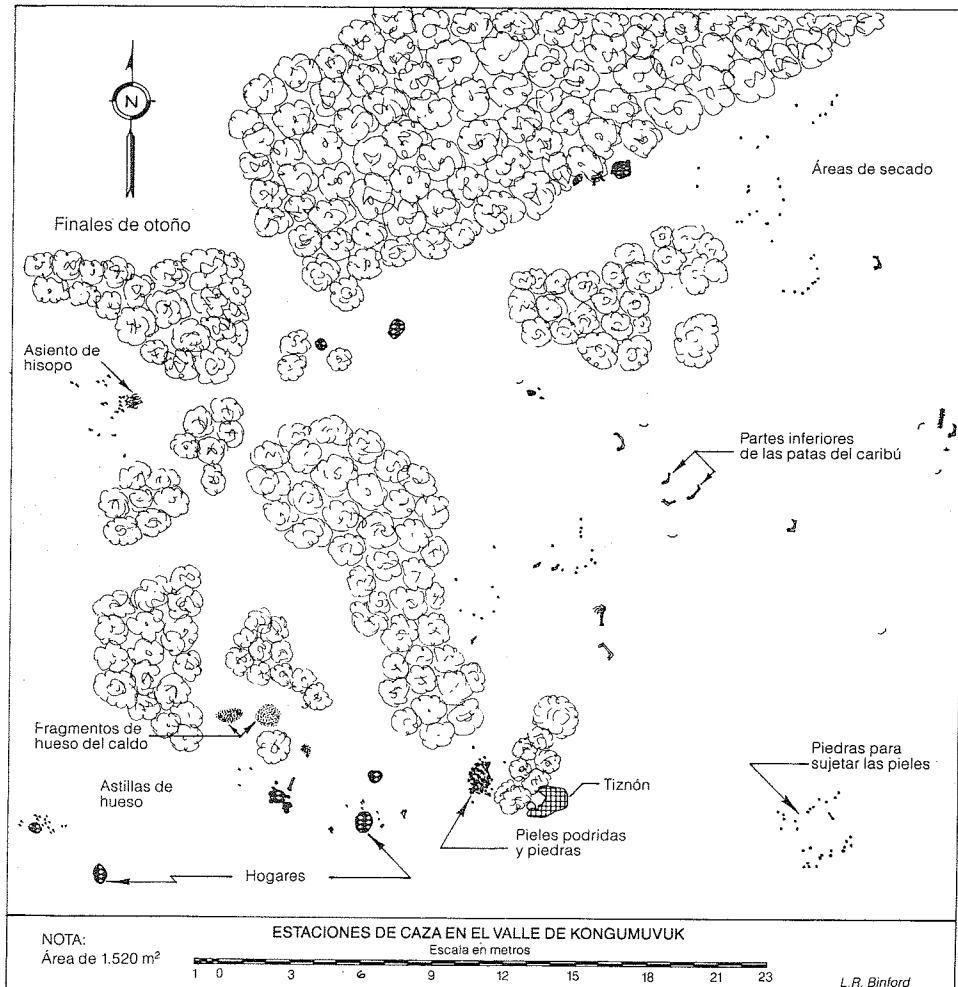 N
Finales de otoño
Áreas de secado
Asiento de
hisopo
Partes inferiores
de las patas del caribú
Fragmentos de
hueso del caldo
Astillas de
hueso
Piedras para
sujetar las pieles
Tiznón
Pieles podridas
y piedras
Hogares
NOTA:
Área de 1.520 m²
ESTACIONES DE CAZA EN EL VALLE DE KONGUMUVUK
Escala en metros
1 0 3 6 9 12 15 18 21 23
L.R. Binford